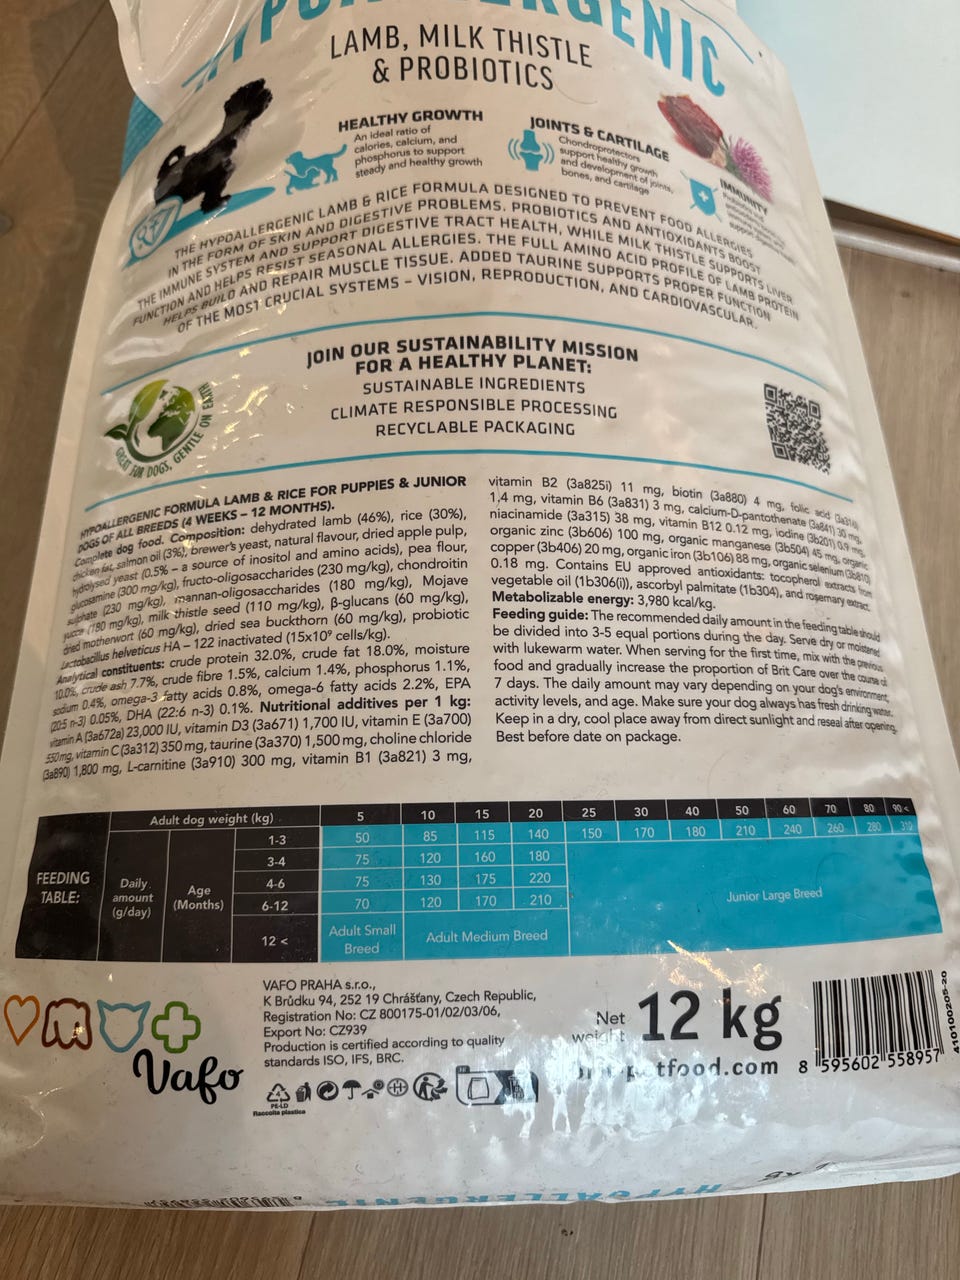 HYPOALLERGENIC
LAMB, MILK THISTLE
& PROBIOTICS
HEALTHY GROWTH
An ideal ratio of
calories, calcium, and
phosphorus to support
steady and healthy growth
JOINTS & CARTILAGE
Chondroprotectors
support healthy growth
and development of joints,
bones, and cartilage
IMMUNITY
THE HYPOALLERGENIC LAMB & RICE FORMULA DESIGNED TO PREVENT FOOD ALLERGIES
IN THE FORM OF SKIN AND DIGESTIVE PROBLEMS. PROBIOTICS AND ANTIOXIDANTS BOOST
THE IMMUNE SYSTEM AND SUPPORT DIGESTIVE TRACT HEALTH, WHILE MILK THISTLE SUPPORTS LIVER
FUNCTION AND HELPS RESIST SEASONAL ALLERGIES. THE FULL AMINO ACID PROFILE OF LAMB PROTEIN
HELPS BUILD AND REPAIR MUSCLE TISSUE. ADDED TAURINE SUPPORTS PROPER FUNCTION
OF THE MOST CRUCIAL SYSTEMS – VISION, REPRODUCTION, AND CARDIOVASCULAR.
JOIN OUR SUSTAINABILITY MISSION
FOR A HEALTHY PLANET:
SUSTAINABLE INGREDIENTS
CLIMATE RESPONSIBLE PROCESSING
RECYCLABLE PACKAGING
GREAT FOR DOGS, GENTLE ON EARTH
HYPOALLERGENIC FORMULA LAMB & RICE FOR PUPPIES & JUNIOR
DOGS OF ALL BREEDS (4 WEEKS – 12 MONTHS).
Complete dog food. Composition: dehydrated lamb (46%), rice (30%),
chicken fat, salmon oil (3%), brewer's yeast, natural flavour, dried apple pulp,
hydrolysed yeast (0.5% – a source of inositol and amino acids), pea flour,
glucosamine (300 mg/kg), fructo-oligosaccharides (230 mg/kg), chondroitin
sulphate (230 mg/kg), mannan-oligosaccharides (180 mg/kg), Mojave
yucca (180 mg/kg), milk thistle seed (110 mg/kg), β-glucans (60 mg/kg),
dried motherwort (60 mg/kg), dried sea buckthorn (60 mg/kg), probiotic
Lactobacillus helveticus HA – 122 inactivated (15x10⁹ cells/kg).
Analytical constituents: crude protein 32.0%, crude fat 18.0%, moisture
10.0%, crude ash 7.7%, crude fibre 1.5%, calcium 1.4%, phosphorus 1.1%,
sodium 0.4%, omega-3 fatty acids 0.8%, omega-6 fatty acids 2.2%, EPA
(20:5 n-3) 0.05%, DHA (22:6 n-3) 0.1%. Nutritional additives per 1 kg:
vitamin A (3a672a) 23,000 IU, vitamin D3 (3a671) 1,700 IU, vitamin E (3a700)
550 mg, vitamin C (3a312) 350 mg, taurine (3a370) 1,500 mg, choline chloride
(3a890) 1,800 mg, L-carnitine (3a910) 300 mg, vitamin B1 (3a821) 3 mg,
vitamin B2 (3a825i) 11 mg, biotin (3a880) 4 mg, folic acid (3a316)
1,4 mg, vitamin B6 (3a831) 3 mg, calcium-D-pantothenate (3a841) 30 mg,
niacinamide (3a315) 38 mg, vitamin B12 0.12 mg, iodine (3b201) 0.9 mg,
organic zinc (3b606) 100 mg, organic manganese (3b504) 45 mg, organic
copper (3b406) 20 mg, organic iron (3b106) 88 mg, organic selenium (3b810)
0.18 mg. Contains EU approved antioxidants: tocopherol extracts from
vegetable oil (1b306(i)), ascorbyl palmitate (1b304), and rosemary extract.
Metabolizable energy: 3,980 kcal/kg.
Feeding guide: The recommended daily amount in the feeding table should
be divided into 3-5 equal portions during the day. Serve dry or moistened
with lukewarm water. When serving for the first time, mix with the previous
food and gradually increase the proportion of Brit Care over the course of
7 days. The daily amount may vary depending on your dog's environment,
activity levels, and age. Make sure your dog always has fresh drinking water.
Keep in a dry, cool place away from direct sunlight and reseal after opening.
Best before date on package.
FEEDING
TABLE:
Daily
amount
(g/day)
Age
(Months)
Adult dog weight (kg) 5 10 15 20 25 30 40 50 60 70 80 90 <
1-3 50 85 115 140 150 170 180 210 240 260 280 310
3-4 75 120 160 180
4-6 75 130 175 220
6-12 70 120 170 210
12 < Adult Small
Breed
Adult Medium Breed
Junior Large Breed
Vafo
VAFO PRAHA s.r.o.,
K Brůdku 94, 252 19 Chrášťany, Czech Republic,
Registration No: CZ 800175-01/02/03/06,
Export No: CZ939
Production is certified according to quality
standards ISO, IFS, BRC.
PE-LD
Raccolta plastica
Net
weight
12 kg
brit-petfood.com
8 595602 558957
410100205-20
HYPOALLERGENIC